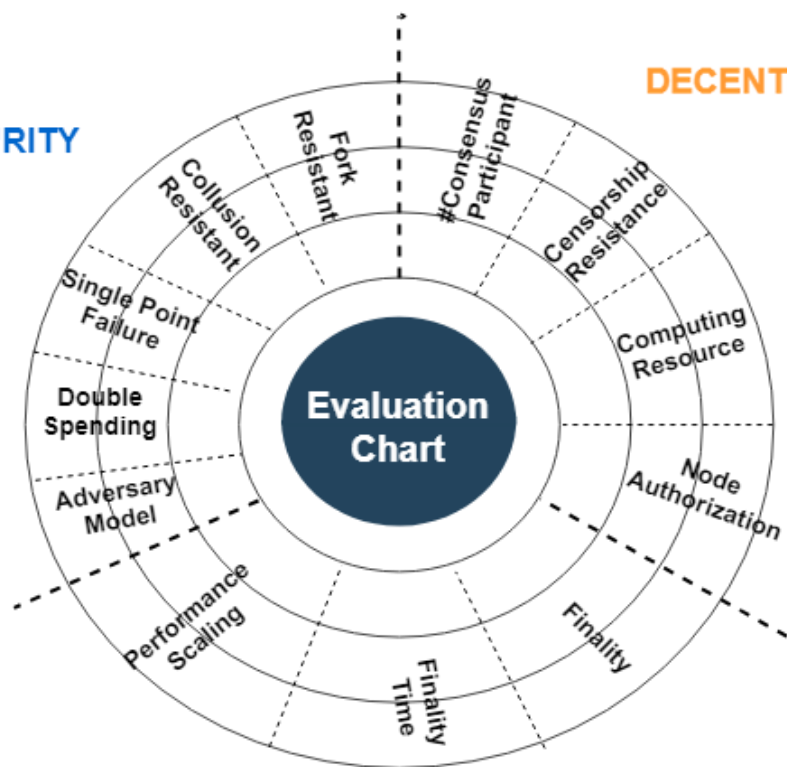 DECENT
RITY
Fork
Resistant
#Consensus
Participant
Collusion
Resistant
Censorship
Resistance
Single Point
Failure
Computing
Resource
Double
Spending
Evaluation
Chart
Adversary
Model
Node
Authorization
Performance
Scaling
Finality
Time
Finality